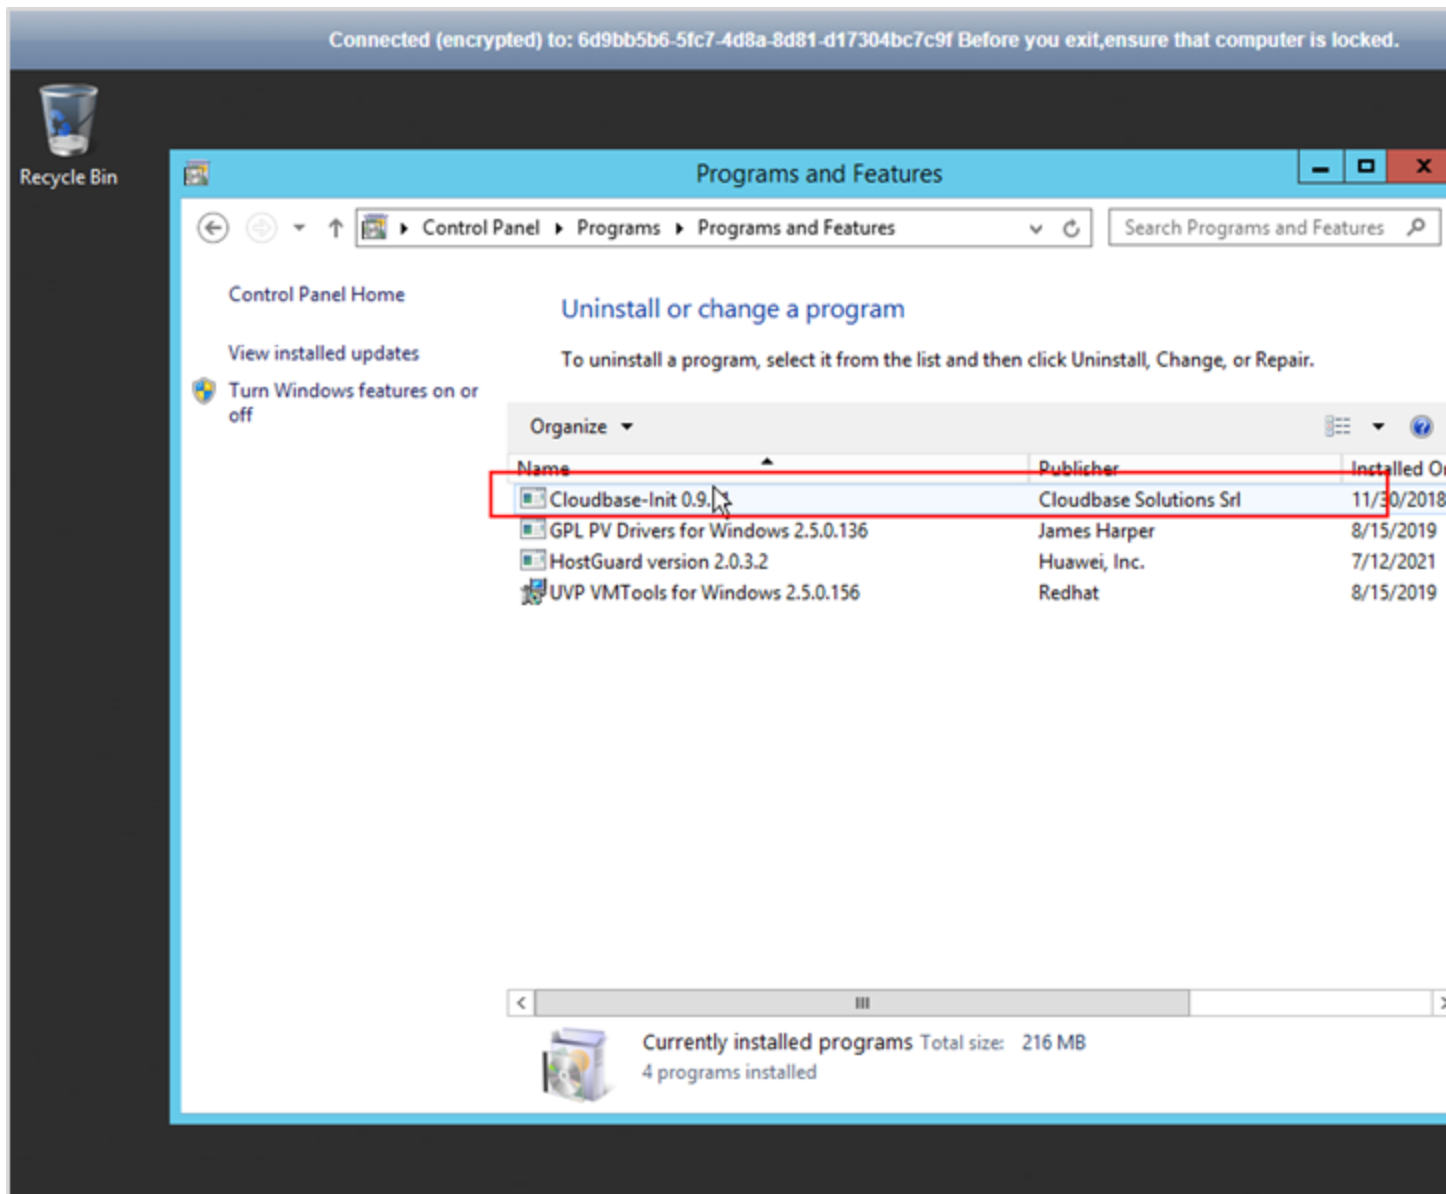 Connected (encrypted) to: 6d9bb5b6-5fc7-4d8a-8d81-d17304bc7c9f Before you exit,ensure that computer is locked.
Recycle Bin
Programs and Features
Control Panel Programs Programs and Features
Search Programs and Features
Control Panel Home
View installed updates
Turn Windows features on or
off
Uninstall or change a program
To uninstall a program, select it from the list and then click Uninstall, Change, or Repair.
Organize
Name Publisher Installed
Cloudbase-Init Cloudbase Solutions Srl 11/30/2018
GPL PV Drivers for Windows 2.5.0.136 James Harper 8/15/2019
HostGuard version 2.0.3.2 Huawei, Inc. 7/12/2021
UVP VMTools for Windows 2.5.0.156 Redhat 8/15/2019
Currently installed programs Total size: 216 MB
4 programs installed